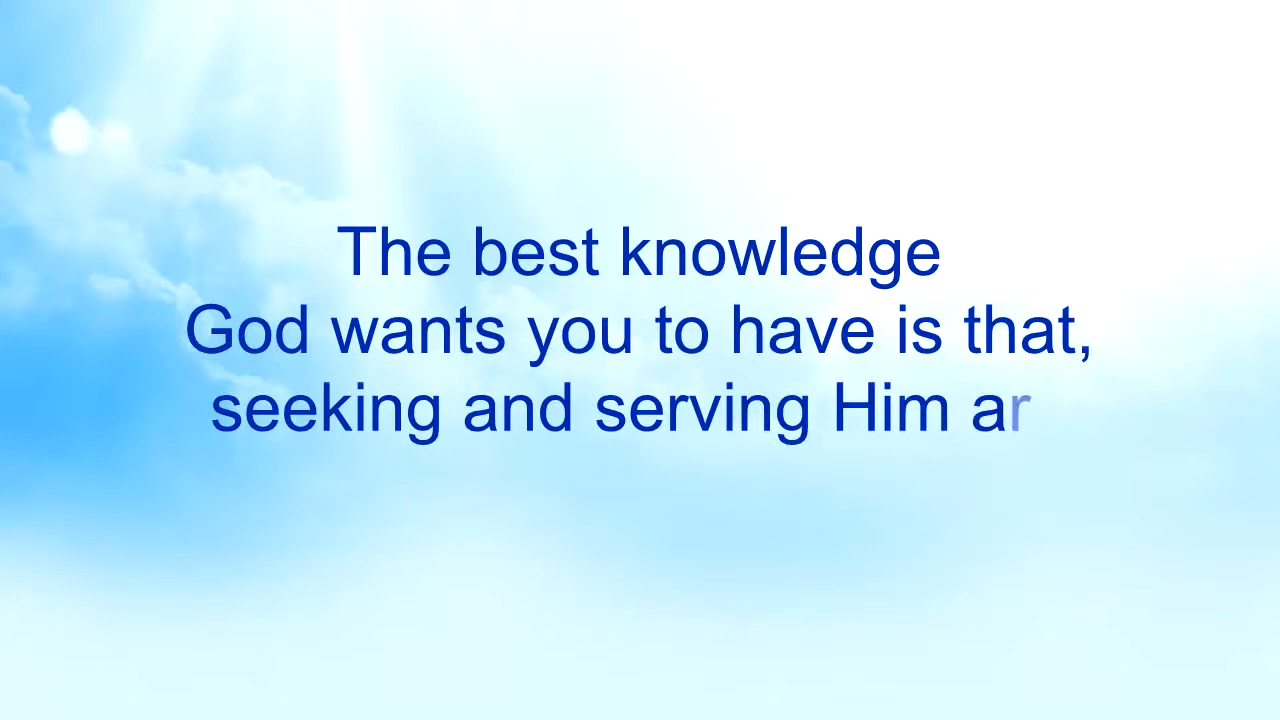 The best knowledge
God wants you to have is that,
seeking and serving Him ar